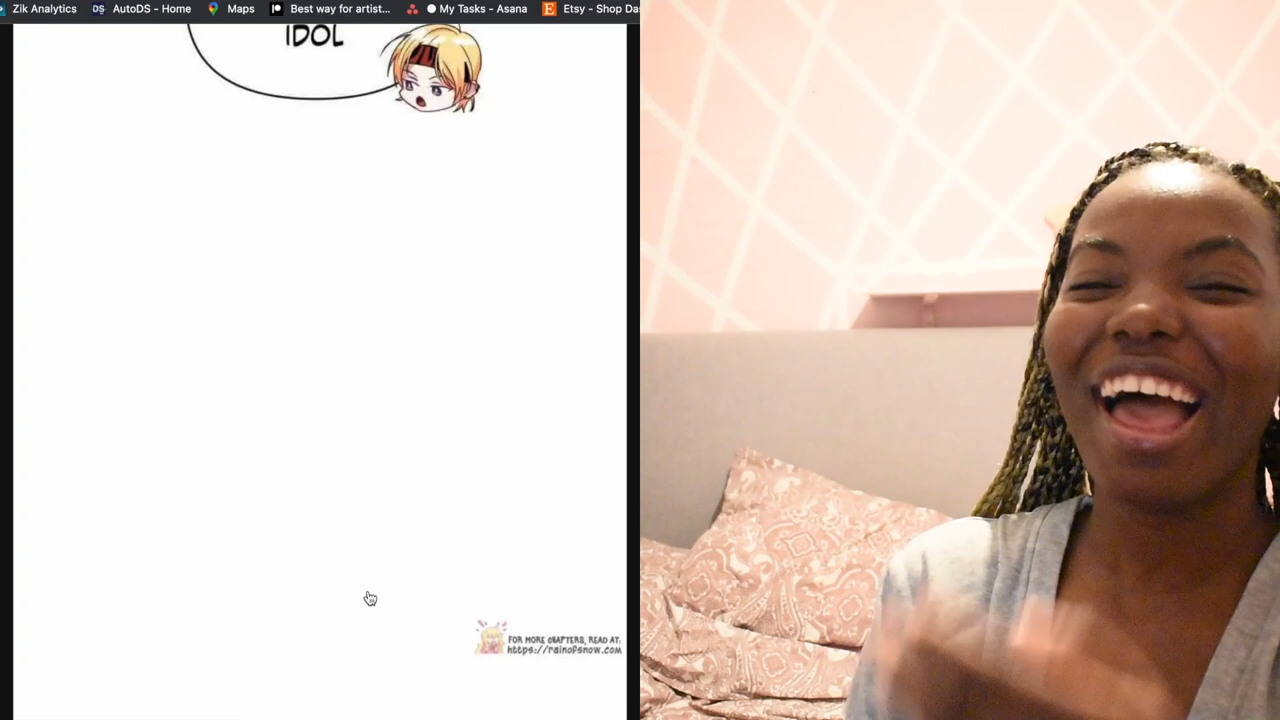 Zik Analytics
DS AutoDS - Home
Maps
Best way for artist...
My Tasks - Asana
E Etsy - Shop Da
IDOL
FOR MORE CHAPTERS, READ AT:
https://rainofsnow.com